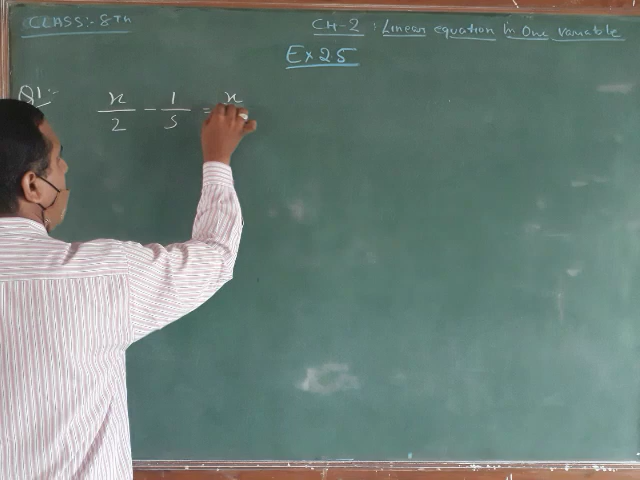 CLASS:- 8TH
CH-2 : Linear equation in One variable
Ex 2.5
Q1:-
x/2 - 1/5 = x